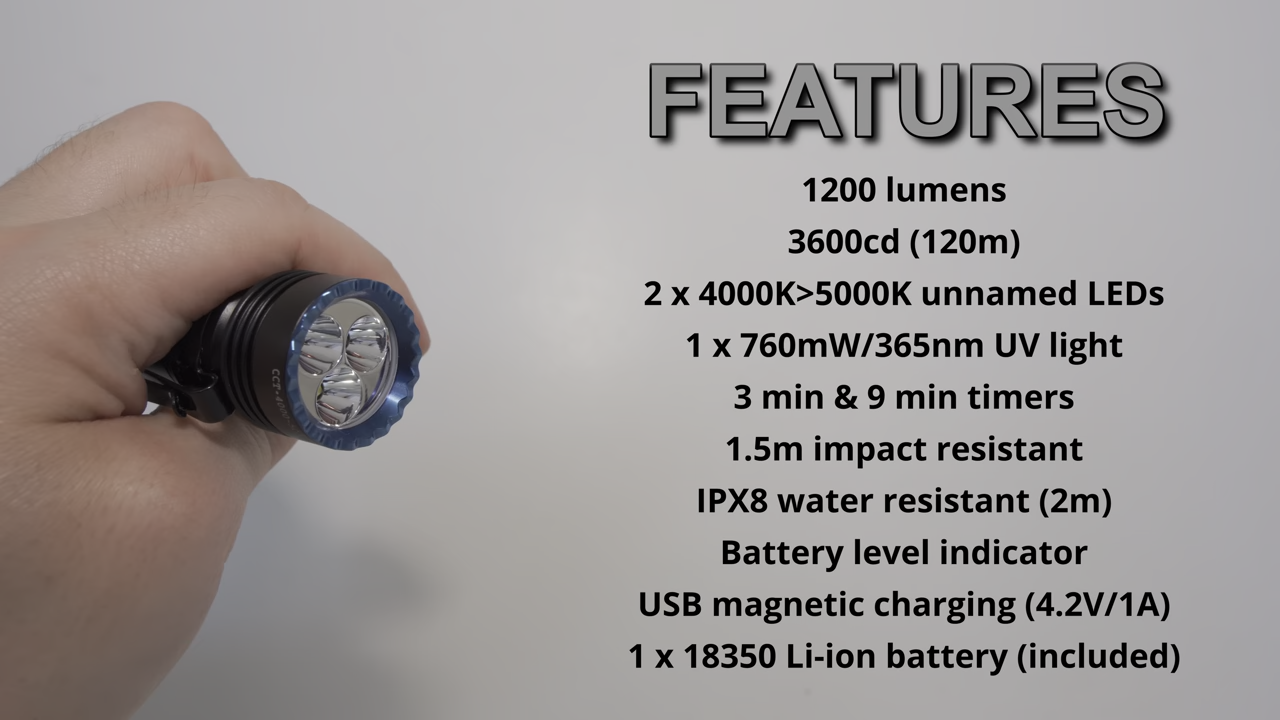 FEATURES
1200 lumens
3600cd (120m)
2 x 4000K>5000K unnamed LEDs
1 x 760mW/365nm UV light
3 min & 9 min timers
1.5m impact resistant
IPX8 water resistant (2m)
Battery level indicator
USB magnetic charging (4.2V/1A)
1 x 18350 Li-ion battery (included)